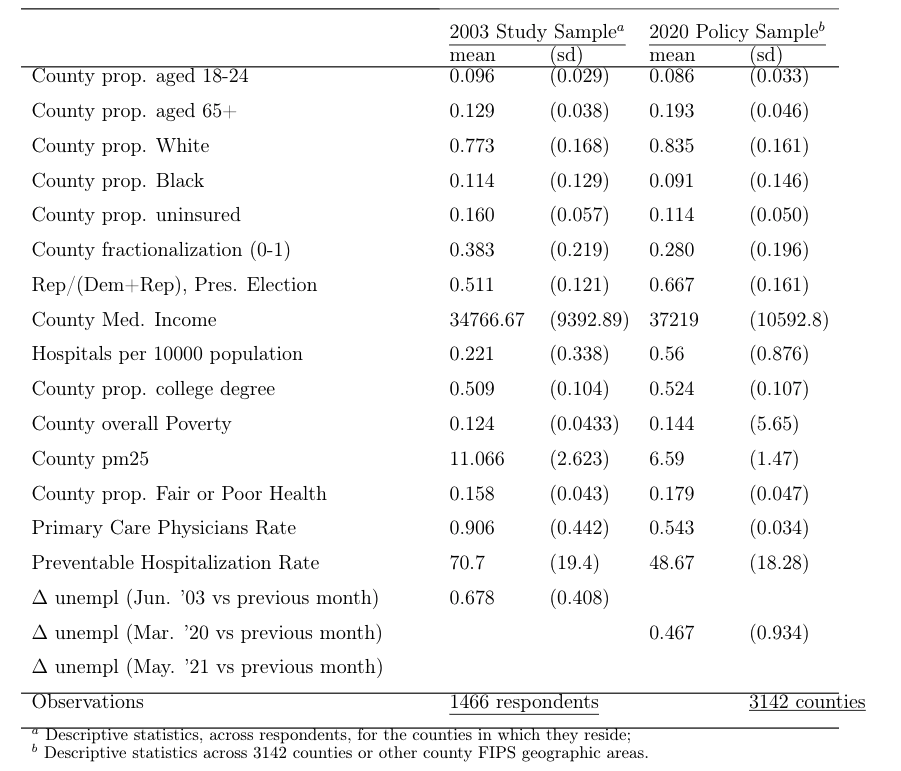 2003 Study Sample^a 2020 Policy Sample^b
mean (sd) mean (sd)
County prop. aged 18-24 0.096 (0.029) 0.086 (0.033)
County prop. aged 65+ 0.129 (0.038) 0.193 (0.046)
County prop. White 0.773 (0.168) 0.835 (0.161)
County prop. Black 0.114 (0.129) 0.091 (0.146)
County prop. uninsured 0.160 (0.057) 0.114 (0.050)
County fractionalization (0-1) 0.383 (0.219) 0.280 (0.196)
Rep/(Dem+Rep), Pres. Election 0.511 (0.121) 0.667 (0.161)
County Med. Income 34766.67 (9392.89) 37219 (10592.8)
Hospitals per 10000 population 0.221 (0.338) 0.56 (0.876)
County prop. college degree 0.509 (0.104) 0.524 (0.107)
County overall Poverty 0.124 (0.0433) 0.144 (5.65)
County pm25 11.066 (2.623) 6.59 (1.47)
County prop. Fair or Poor Health 0.158 (0.043) 0.179 (0.047)
Primary Care Physicians Rate 0.906 (0.442) 0.543 (0.034)
Preventable Hospitalization Rate 70.7 (19.4) 48.67 (18.28)
Δ unempl (Jun. '03 vs previous month) 0.678 (0.408)
Δ unempl (Mar. '20 vs previous month) 0.467 (0.934)
Δ unempl (May. '21 vs previous month)
Observations 1466 respondents 3142 counties
^a Descriptive statistics, across respondents, for the counties in which they reside;
^b Descriptive statistics across 3142 counties or other county FIPS geographic areas.